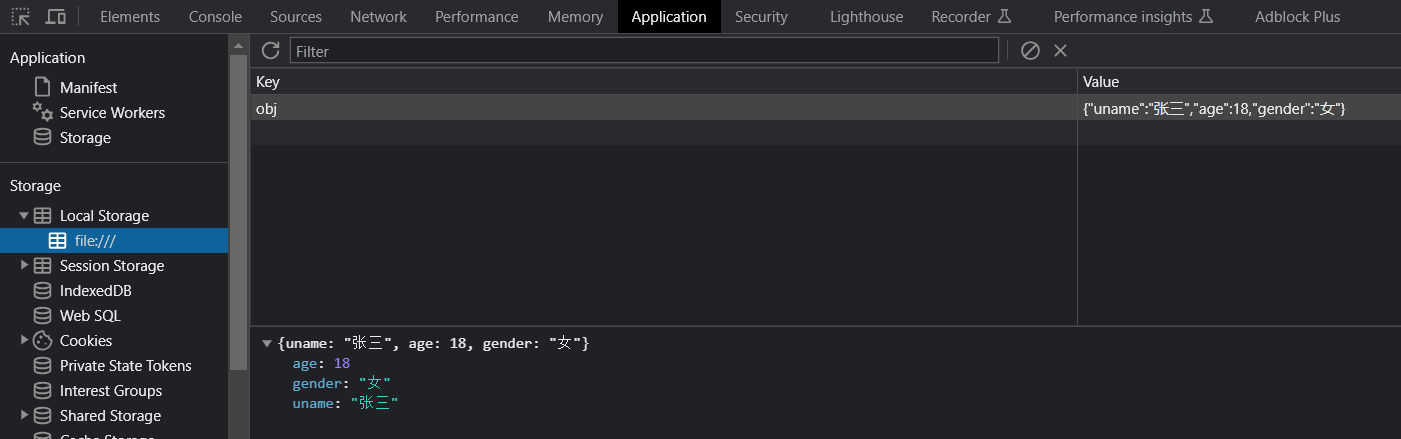 Elements Console Sources Network Performance Memory Application Security Lighthouse Recorder Performance insights Adblock Plus
Application
Manifest
Service Workers
Storage
Storage
Local Storage
file:///
Session Storage
IndexedDB
Web SQL
Cookies
Private State Tokens
Interest Groups
Shared Storage
Cache Storage
Filter
Key Value
obj {"uname":"张三","age":18,"gender":"女"}
{uname: "张三", age: 18, gender: "女"}
age: 18
gender: "女"
uname: "张三"